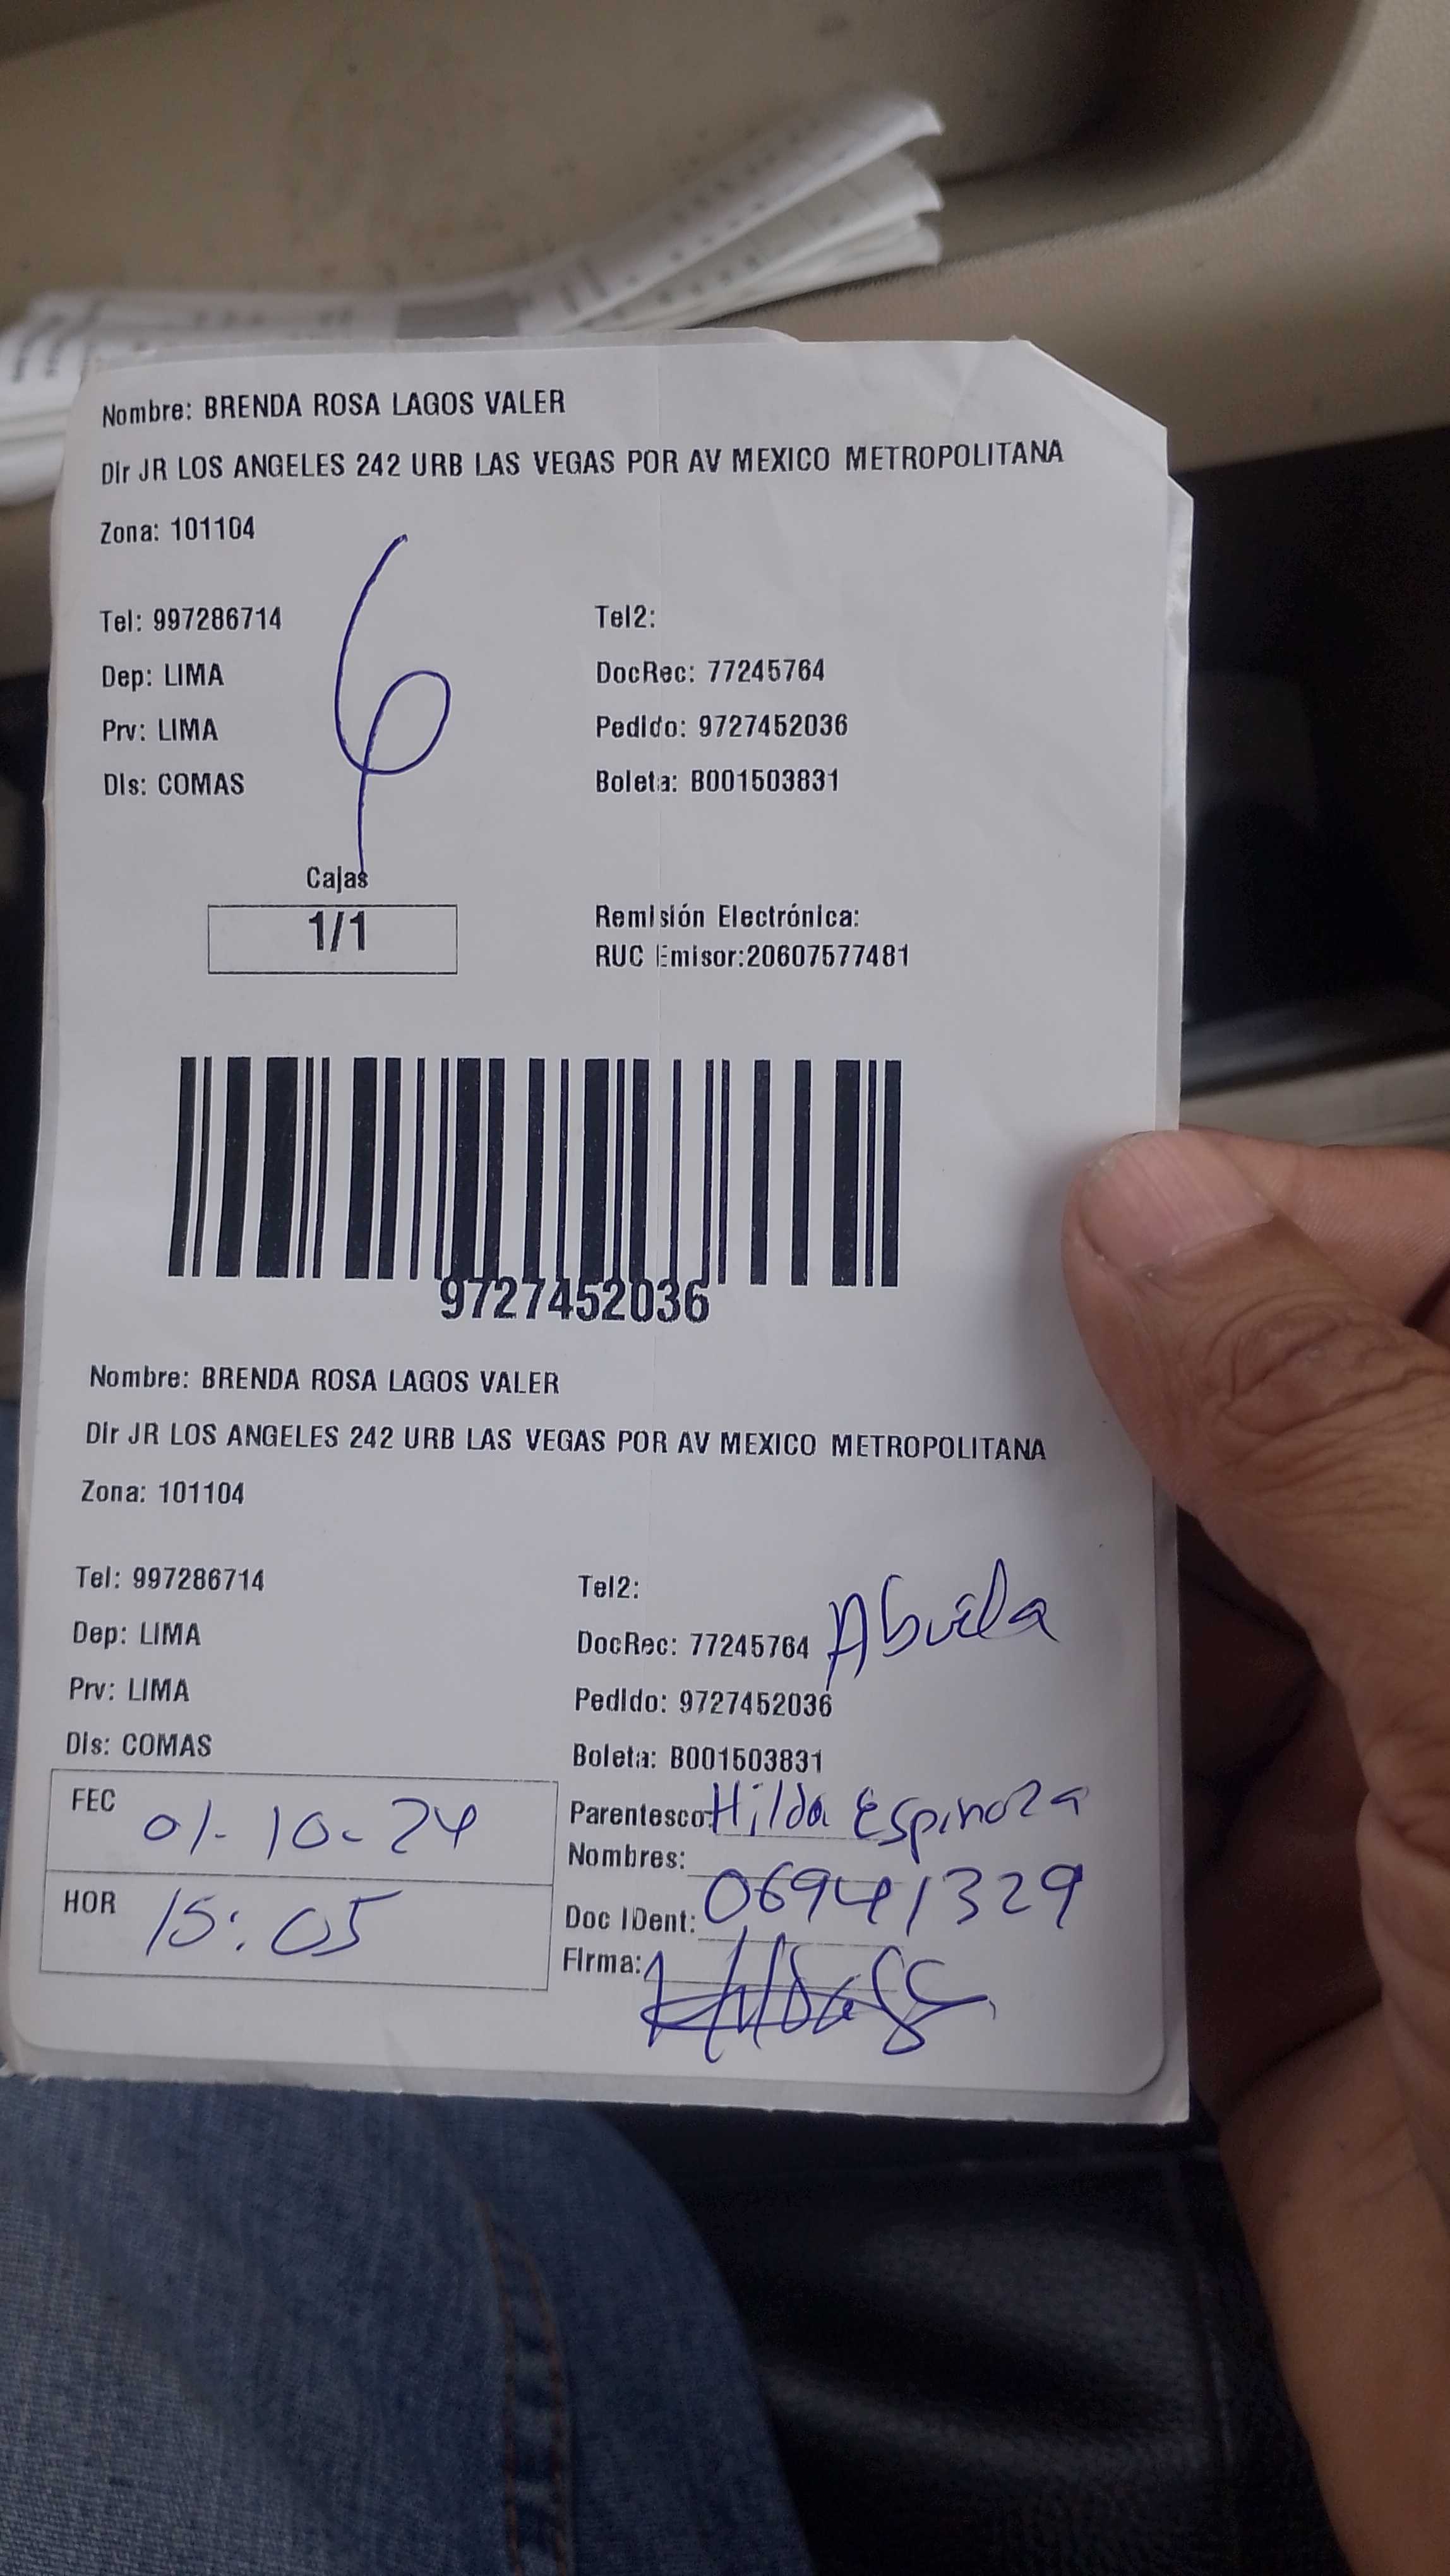 Nombre: BRENDA ROSA LAGOS VALER
Dir JR LOS ANGELES 242 URB LAS VEGAS POR AV MEXICO METROPOLITANA
Zona: 101104
6
Tel: 997286714 Tel2:
Dep: LIMA DocRec: 77245764
Prv: LIMA Pedido: 9727452036
Dis: COMAS Boleta: B001503831
Cajas
1/1
Remisión Electrónica:
RUC Emisor:20607577481
9727452036
Nombre: BRENDA ROSA LAGOS VALER
Dir JR LOS ANGELES 242 URB LAS VEGAS POR AV MEXICO METROPOLITANA
Zona: 101104
Tel: 997286714 Tel2:
Dep: LIMA DocRec: 77245764 Abuela
Prv: LIMA Pedido: 9727452036
Dis: COMAS Boleta: B001503831
FEC 01-10-24 Parentesco: Hilda Espinoza
Nombres:
HOR 15:05 Doc IDent: 06941329
Firma: